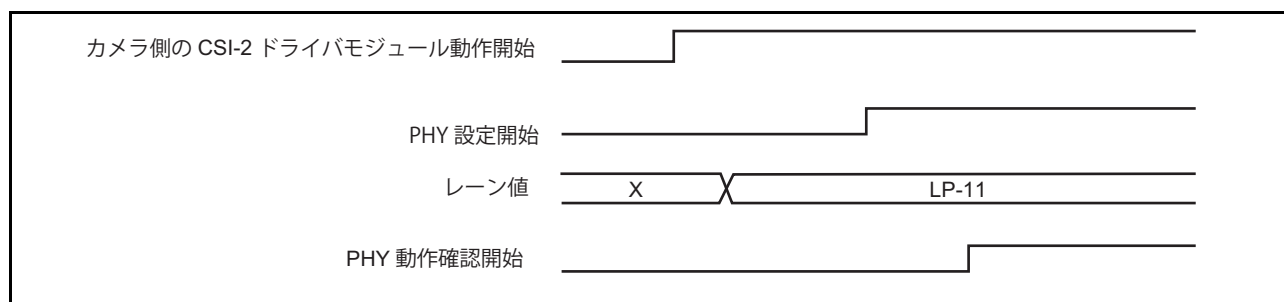 カメラ側の CSI-2 ドライバモジュール動作開始
PHY 設定開始
レーン値
X
LP-11
PHY 動作確認開始